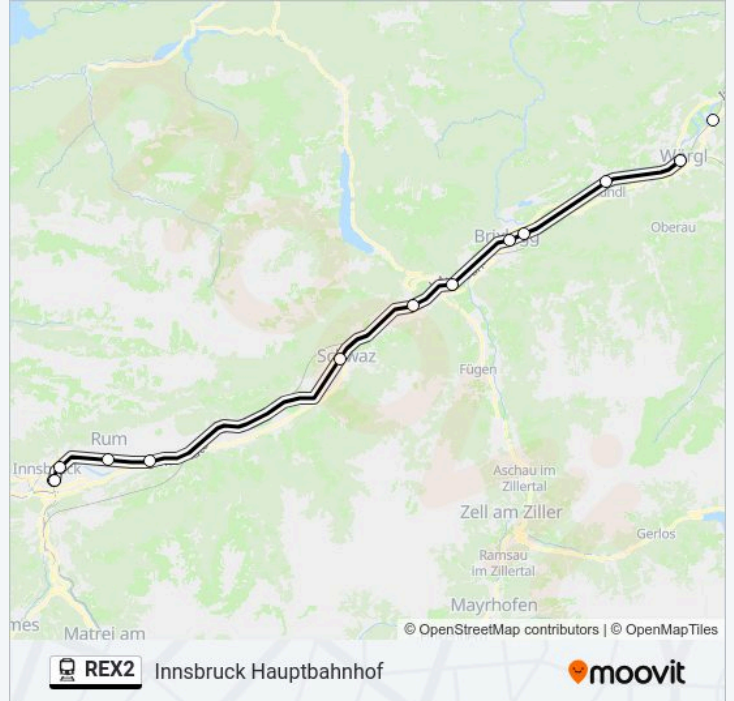 Wörgl
Oberau
Brixlegg
Schwaz
Fügen
Rum
Innsbruck
Aschau im
Zillertal
Zell am Ziller
Gerlos
Ramsau
im Zillertal
Mayrhofen
Matrei am
© OpenStreetMap contributors | © OpenMapTiles
REX2
Innsbruck Hauptbahnhof
moovit